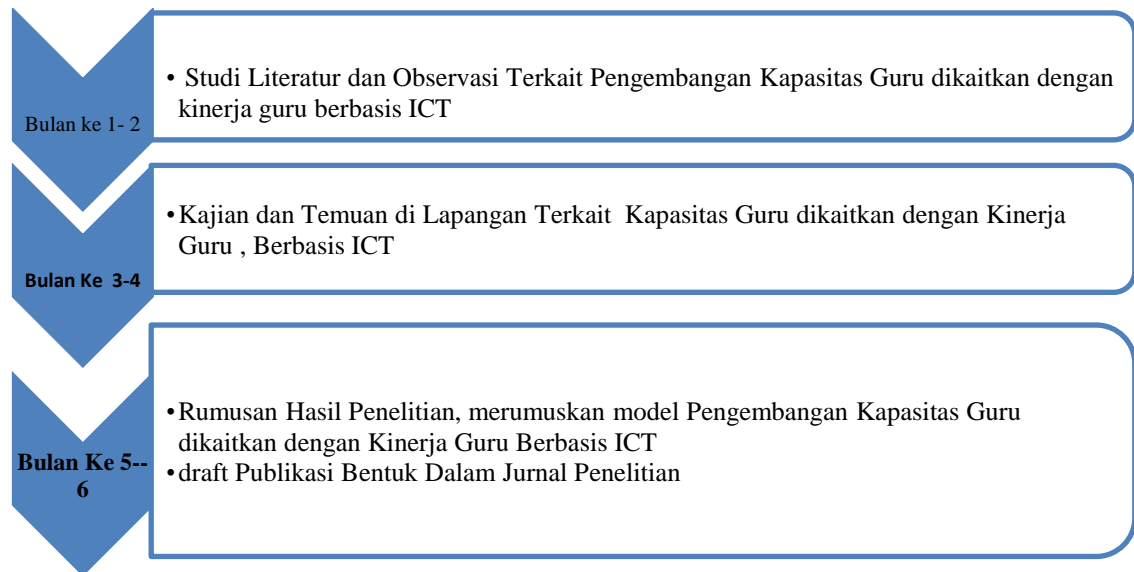 Bulan ke 1- 2
• Studi Literatur dan Observasi Terkait Pengembangan Kapasitas Guru dikaitkan dengan
kinerja guru berbasis ICT
Bulan Ke 3-4
•Kajian dan Temuan di Lapangan Terkait Kapasitas Guru dikaitkan dengan Kinerja
Guru , Berbasis ICT
Bulan Ke 5--
6
•Rumusan Hasil Penelitian, merumuskan model Pengembangan Kapasitas Guru
dikaitkan dengan Kinerja Guru Berbasis ICT
•draft Publikasi Bentuk Dalam Jurnal Penelitian